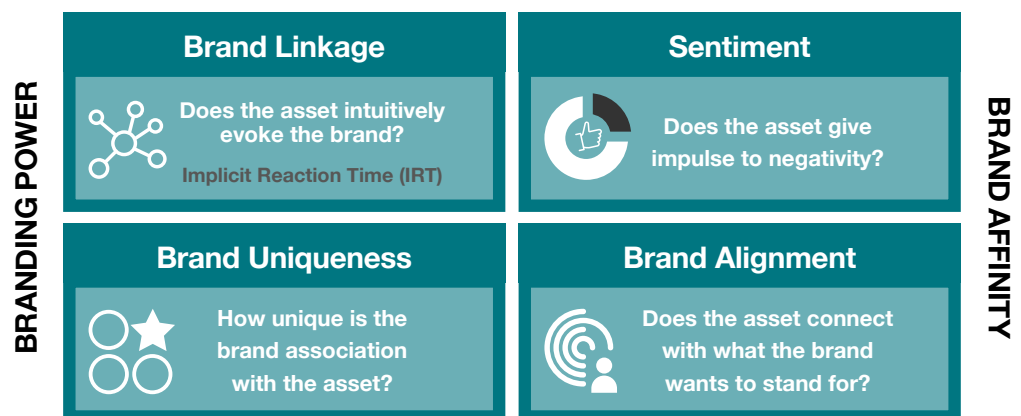 BRANDING POWER
Brand Linkage
Does the asset intuitively
evoke the brand?
Implicit Reaction Time (IRT)
Sentiment
Does the asset give
impulse to negativity?
Brand Uniqueness
How unique is the
brand association
with the asset?
Brand Alignment
Does the asset connect
with what the brand
wants to stand for?
BRAND AFFINITY